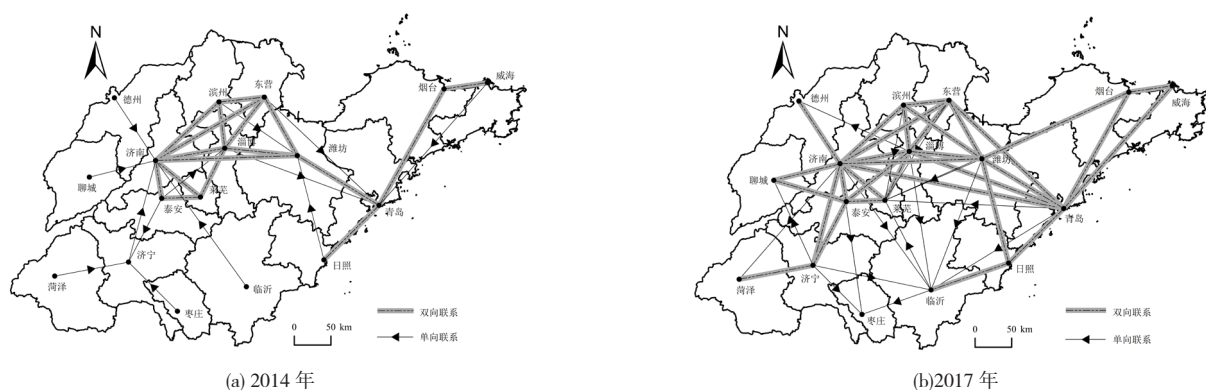 N
德州
滨州
东营
烟台
威海
济南
淄博
潍坊
聊城
泰安
莱芜
青岛
济宁
日照
菏泽
临沂
枣庄
0 50 km
双向联系
单向联系
(a) 2014 年
N
德州
滨州
东营
烟台
威海
济南
淄博
潍坊
聊城
泰安
莱芜
青岛
济宁
日照
菏泽
临沂
枣庄
0 50 km
双向联系
单向联系
(b)2017 年